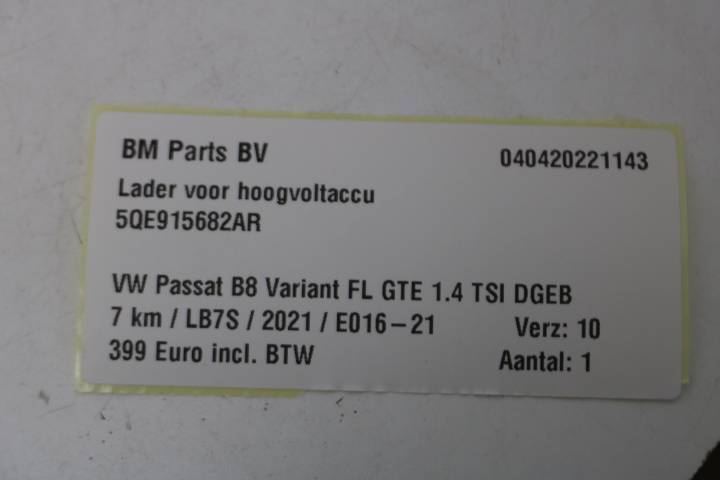 BM Parts BV 040420221143
Lader voor hoogvoltaccu
5QE915682AR
VW Passat B8 Variant FL GTE 1.4 TSI DGEB
7 km / LB7S / 2021 / E016-21 Verz: 10
399 Euro incl. BTW Aantal: 1